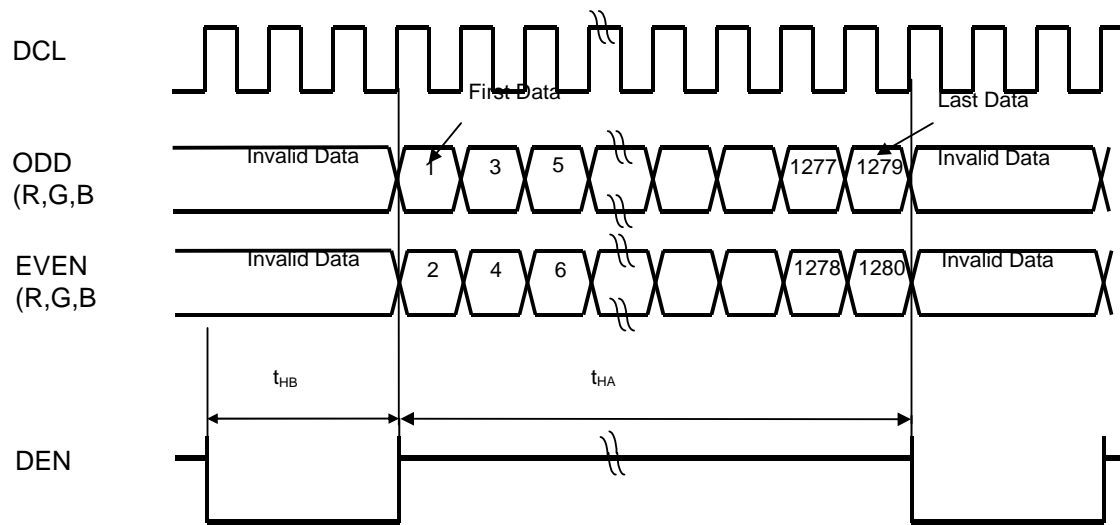 DCL
First Data
Last Data
ODD
(R,G,B
Invalid Data
1
3
5
1277
1279
Invalid Data
EVEN
(R,G,B
Invalid Data
2
4
6
1278
1280
Invalid Data
tHB
tHA
DEN